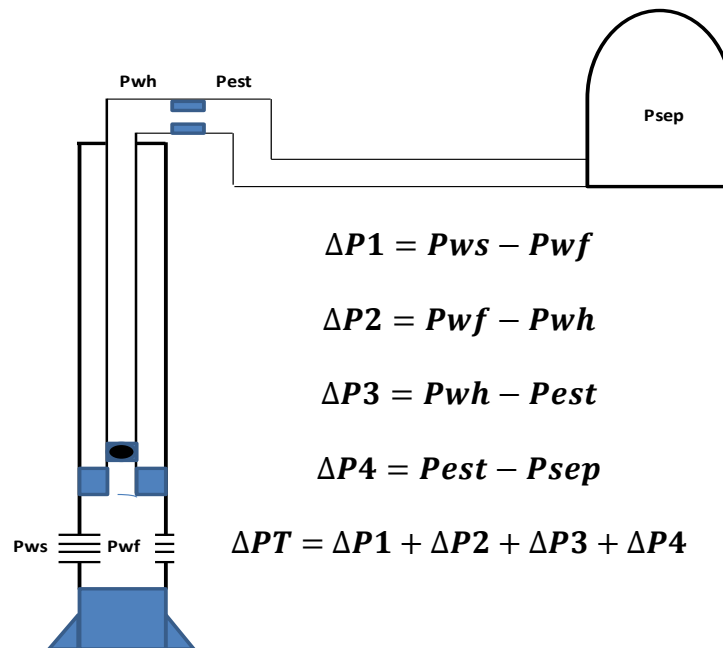 Pwh Pest
Psep
ΔP1 = Pws − Pwf
ΔP2 = Pwf − Pwh
ΔP3 = Pwh − Pest
ΔP4 = Pest − Psep
Pws Pwf
ΔPT = ΔP1 + ΔP2 + ΔP3 + ΔP4